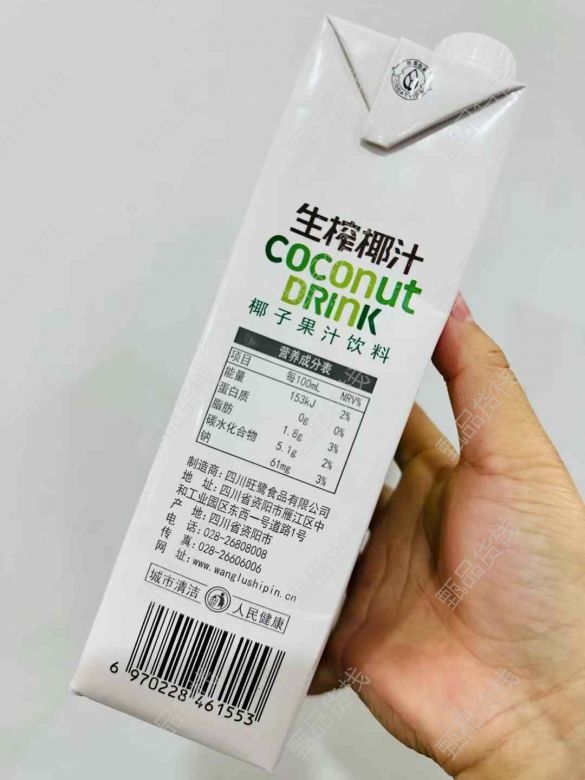 生榨椰汁
coconut
DRINK
椰子果汁饮料
营养成分表
项目 每100mL NRV%
能量 153kJ 2%
蛋白质 0g 0%
脂肪 1.8g 3%
碳水化合物 5.1g 2%
钠 61mg 3%
制造商:四川旺鹭食品有限公司
地 址:四川省资阳市雁江区中
和工业园区东西一号道路1号
产 地:四川省资阳市
电 话:028-26808008
传 真:028-26606006
网 址:www.wanglushipin.cn
城市清洁 人民健康
6 970228 461553
甄品货栈